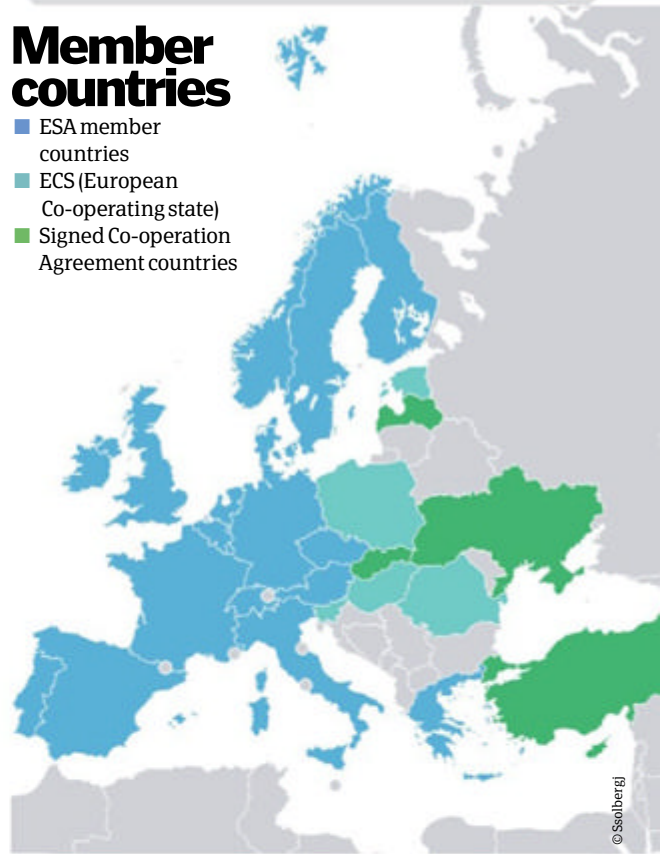 Member
countries
ESA member
countries
ECS (European
Co-operating state)
Signed Co-operation
Agreement countries
© Ssolbergj